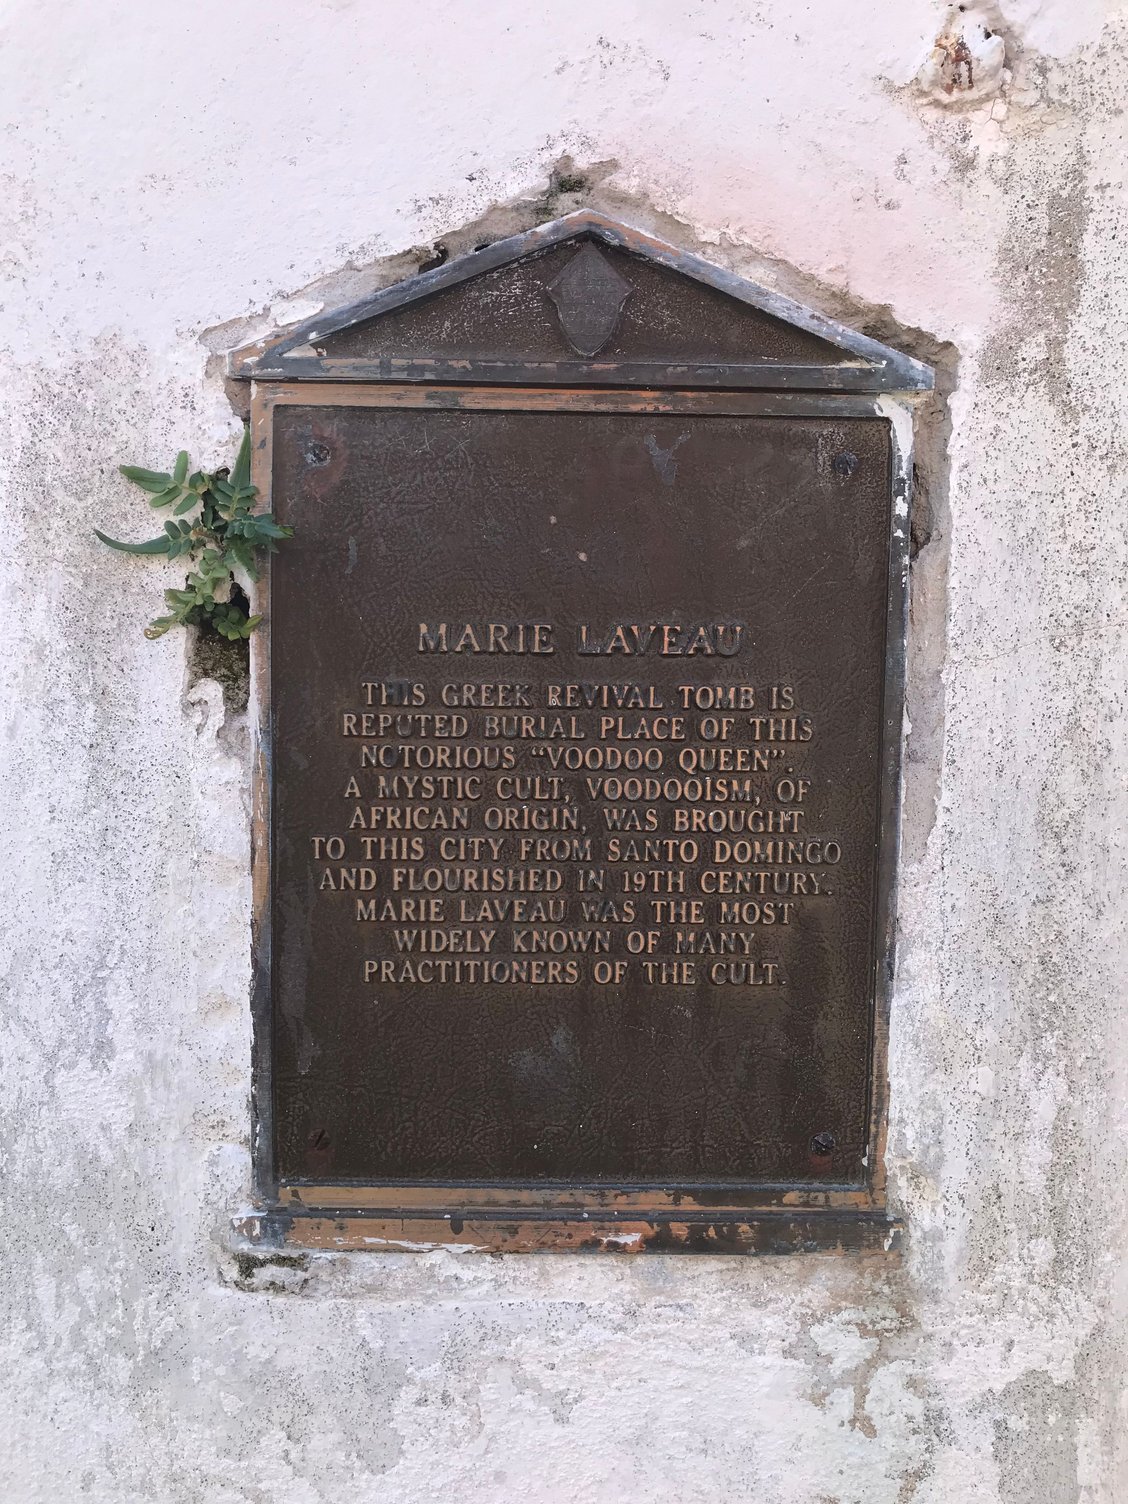 MARIE LAVEAU
THIS GREEK REVIVAL TOMB IS
REPUTED BURIAL PLACE OF THIS
NOTORIOUS “VOODOO QUEEN”.
A MYSTIC CULT, VOODOOISM, OF
AFRICAN ORIGIN, WAS BROUGHT
TO THIS CITY FROM SANTO DOMINGO
AND FLOURISHED IN 19TH CENTURY.
MARIE LAVEAU WAS THE MOST
WIDELY KNOWN OF MANY
PRACTITIONERS OF THE CULT.